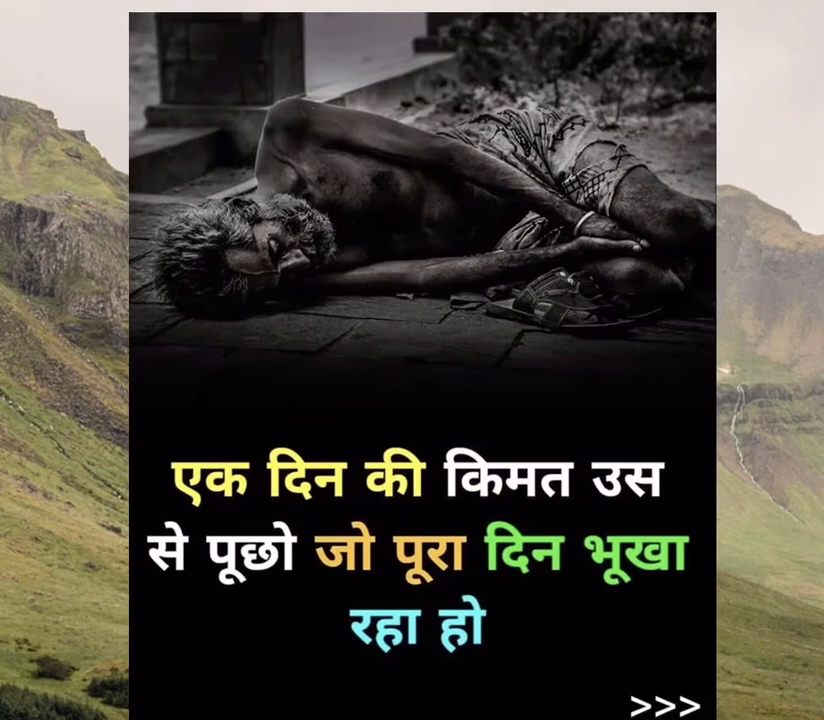 एक दिन की किमत उस
से पूछो जो पूरा दिन भूखा
रहा हो
>>>